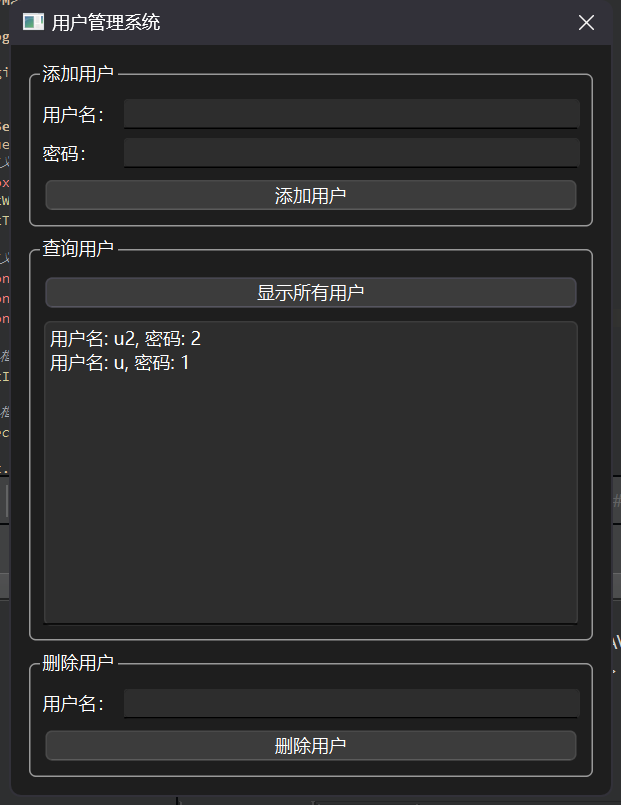 用户管理系统
添加用户
用户名：
密码：
添加用户
查询用户
显示所有用户
用户名: u2, 密码: 2
用户名: u, 密码: 1
删除用户
用户名：
删除用户